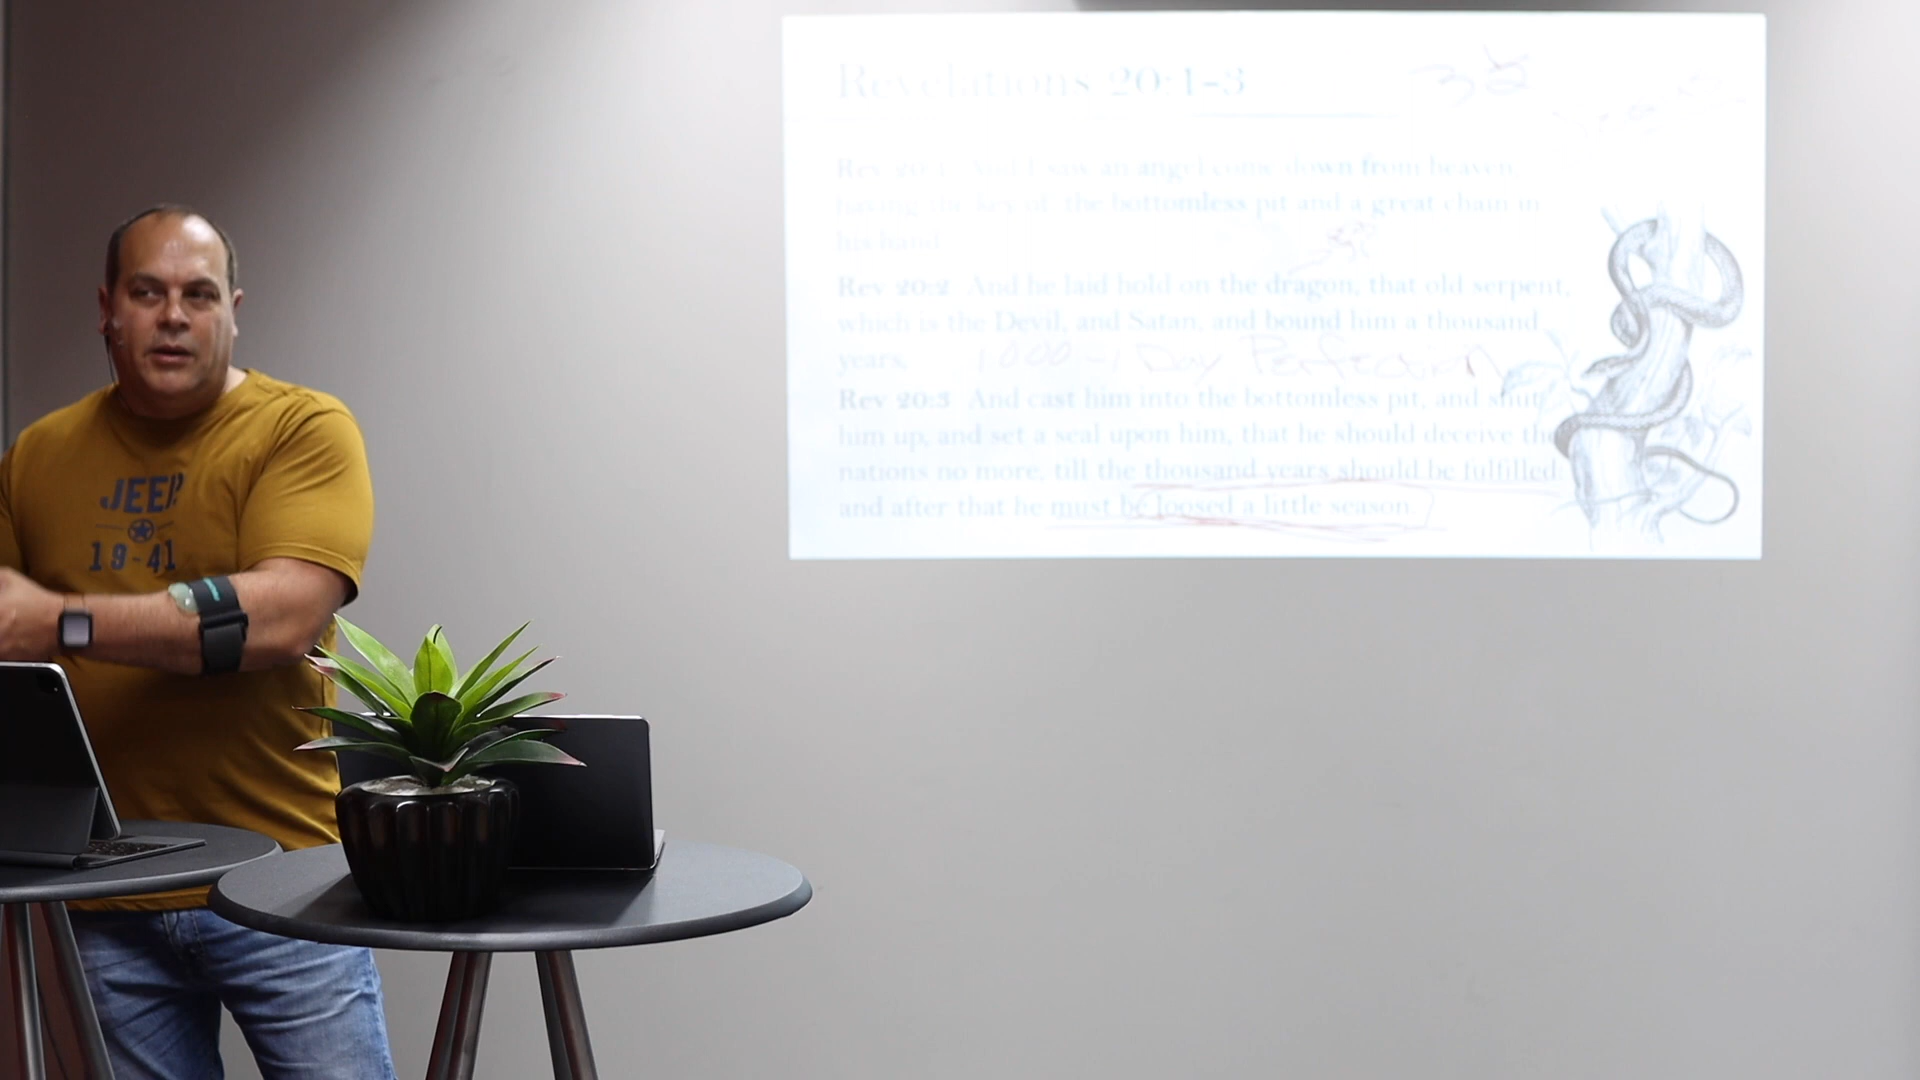 Revelations 20:1-3
Rev 20:1 And I saw an angel come down from heaven,
having the key of the bottomless pit and a great chain in
his hand.
Rev 20:2 And he laid hold on the dragon, that old serpent,
which is the Devil, and Satan, and bound him a thousand
years,
1000 - 1 Day Perfection
Rev 20:3 And cast him into the bottomless pit, and shut
him up, and set a seal upon him, that he should deceive the
nations no more, till the thousand years should be fulfilled:
and after that he must be loosed a little season.
JEEP
19-41